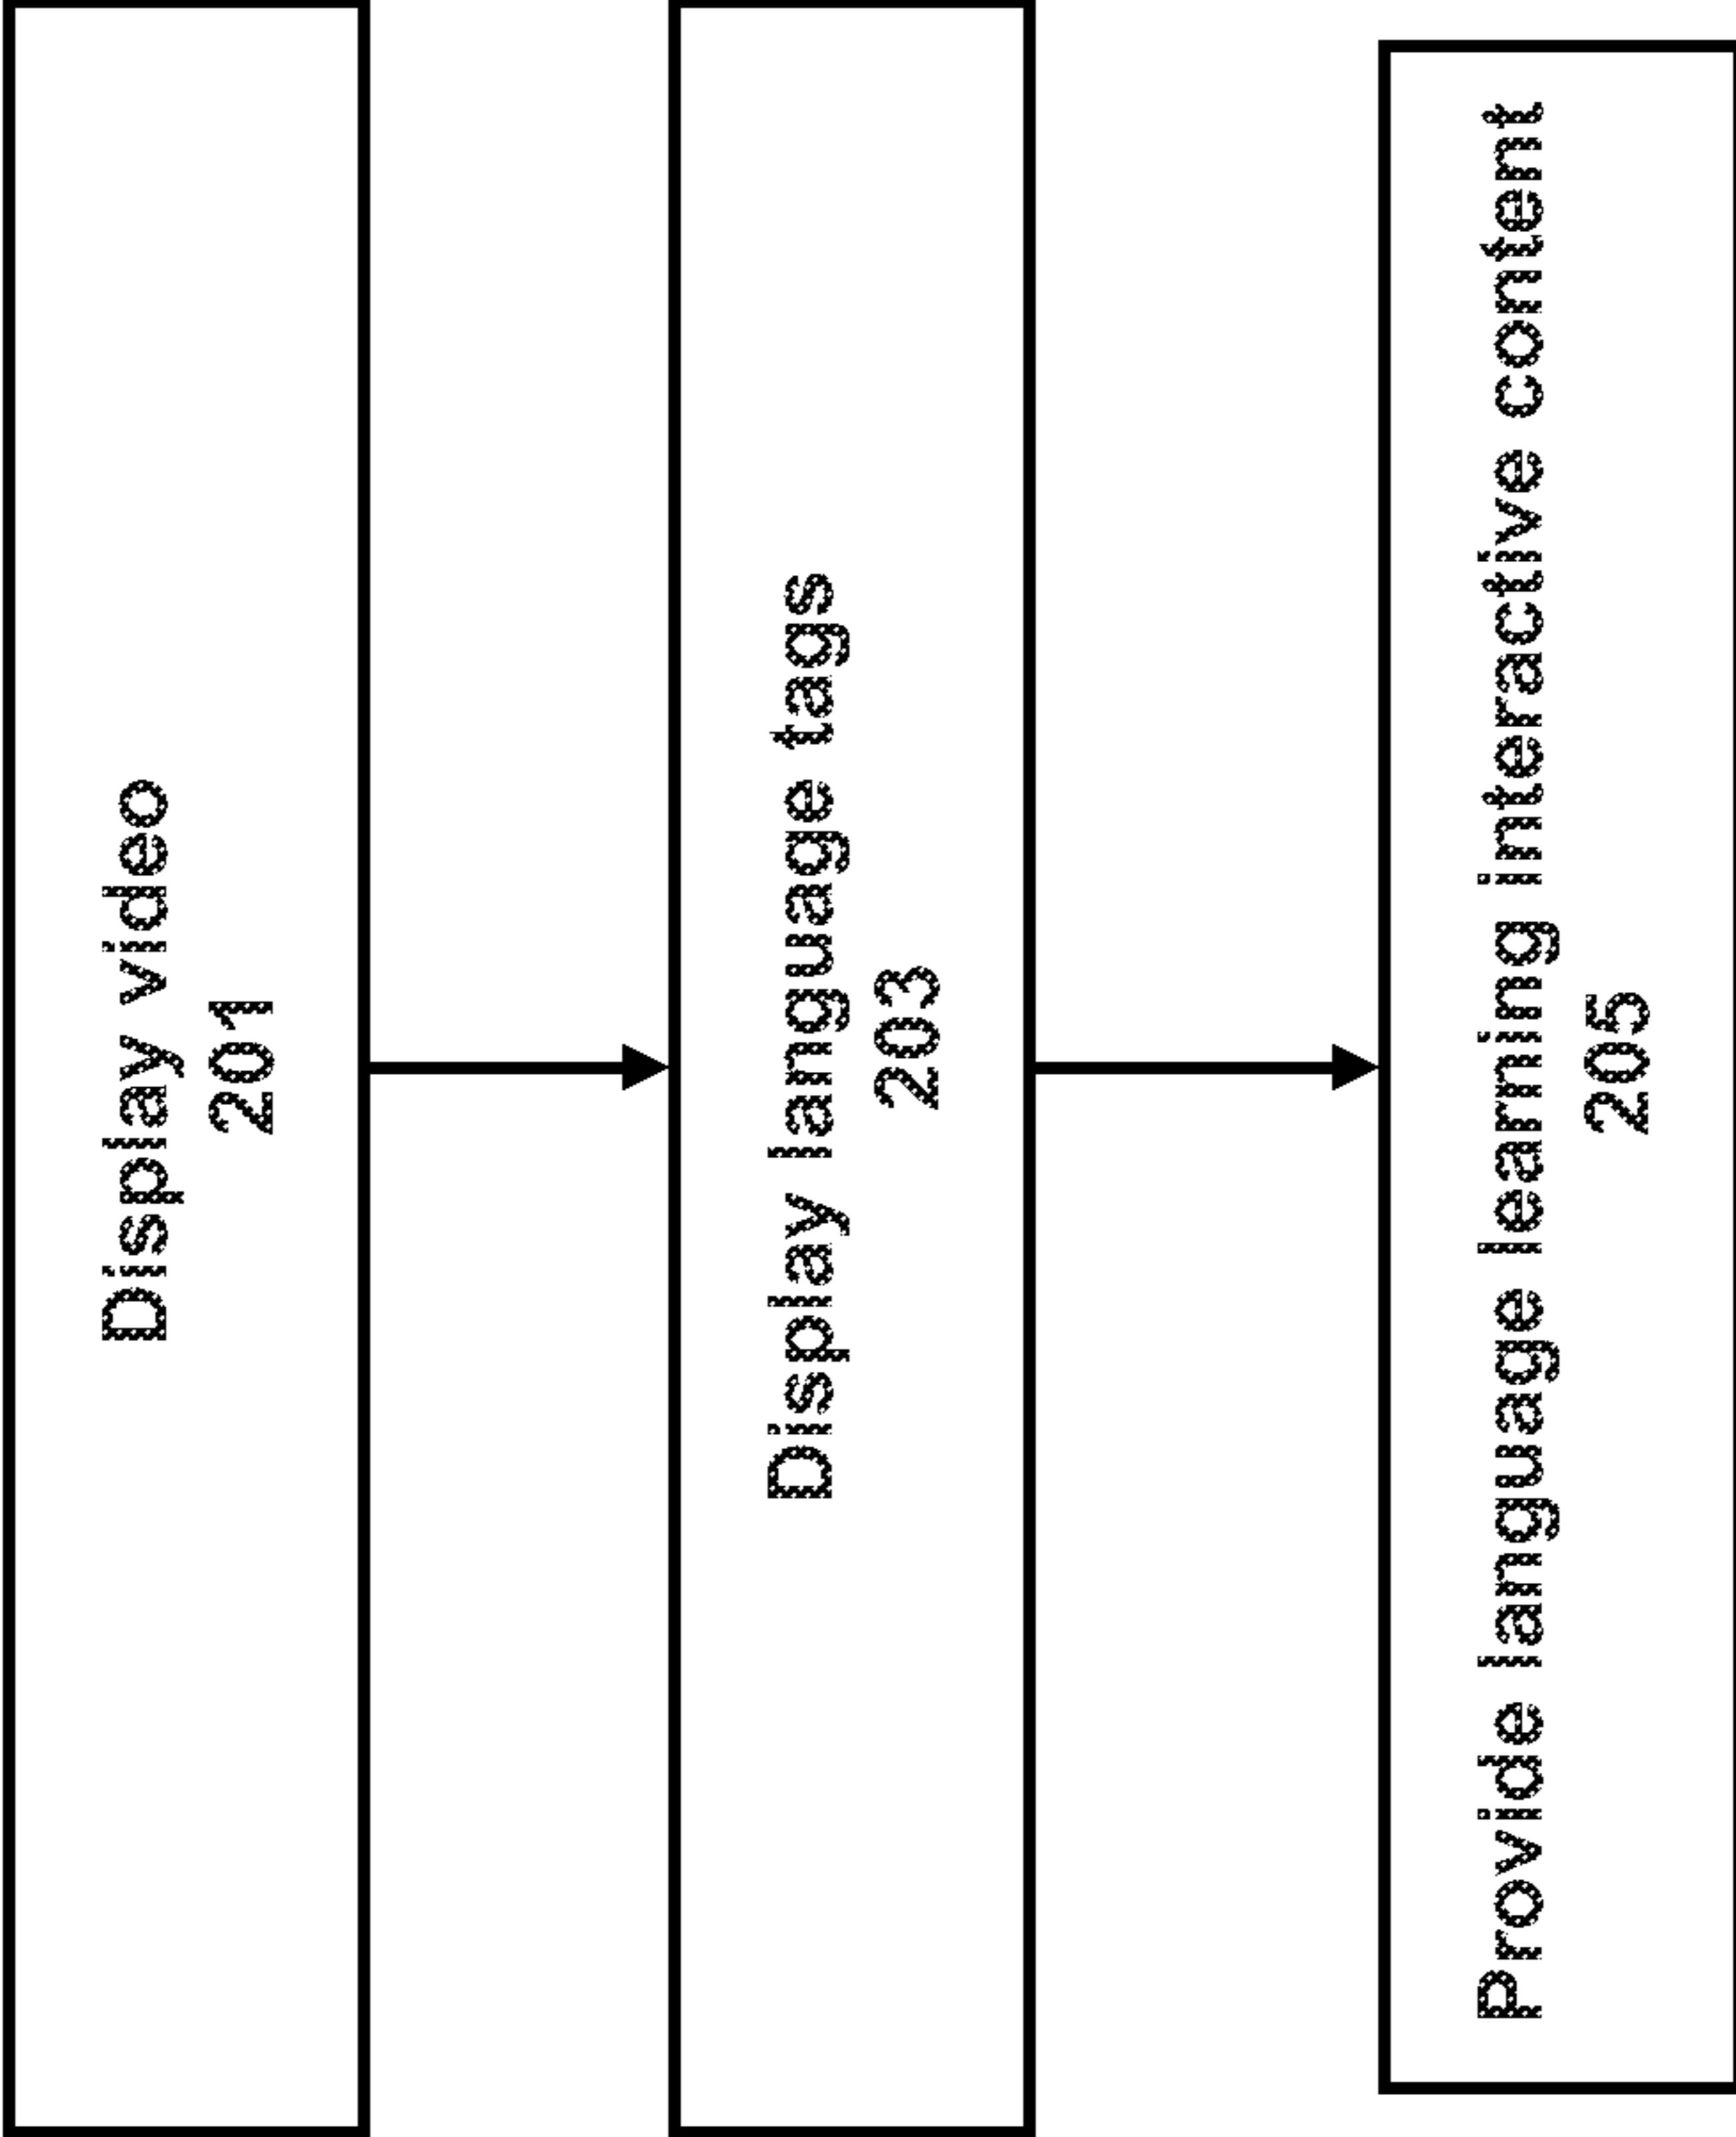 Display video
201
Display language tags
203
Provide language learning interactive content
205